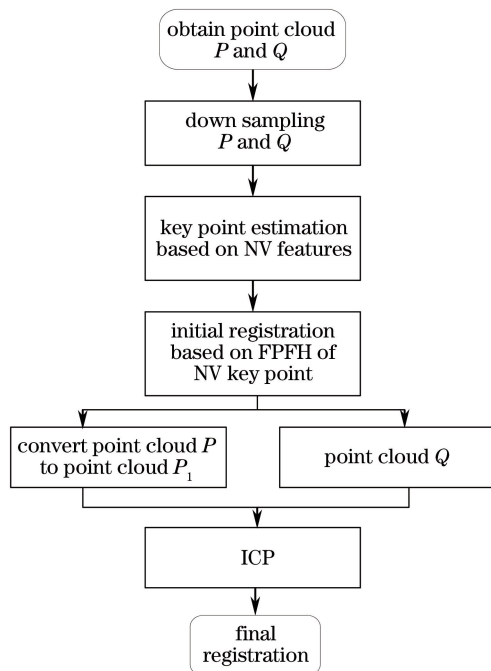 obtain point cloud
P and Q
down sampling
P and Q
key point estimation
based on NV features
initial registration
based on FPFH of
NV key point
convert point cloud P
to point cloud P₁
point cloud Q
ICP
final
registration